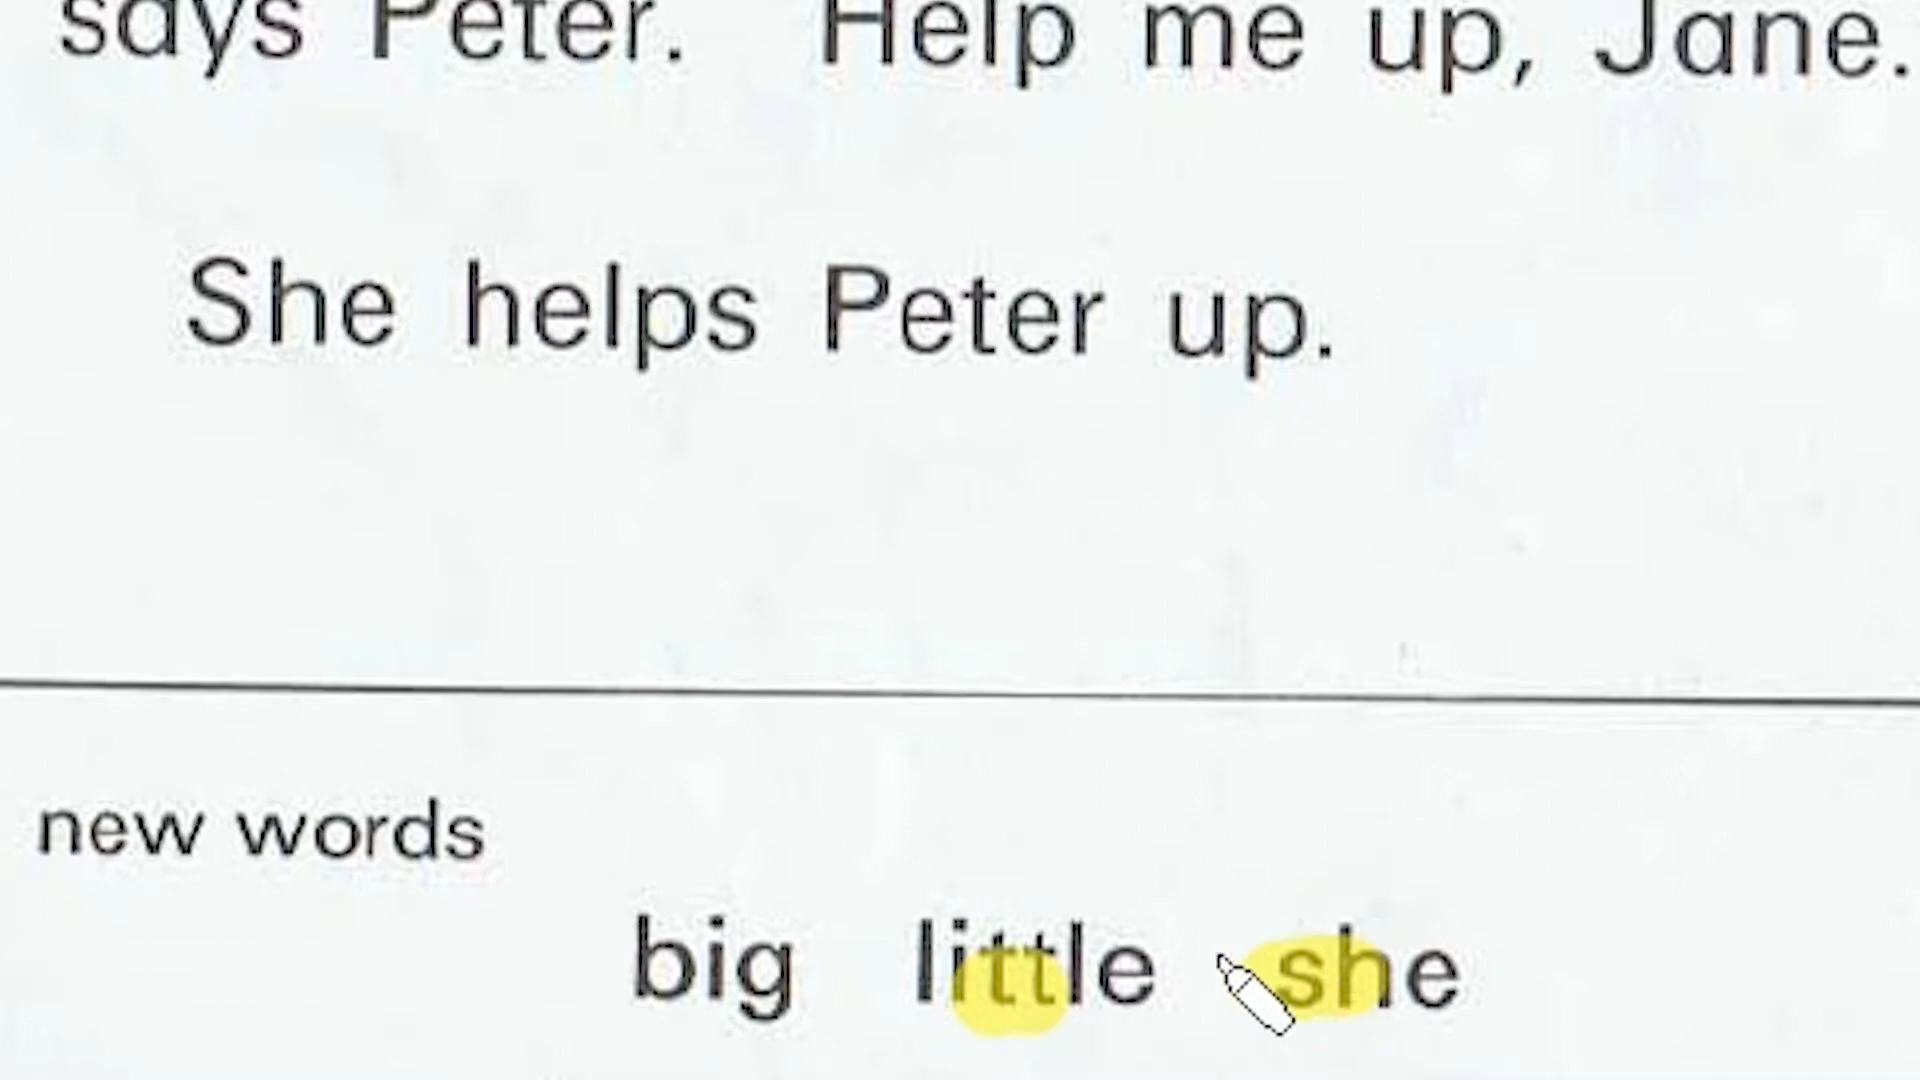 says Peter. Help me up, Jane.
She helps Peter up.
new words
big little she